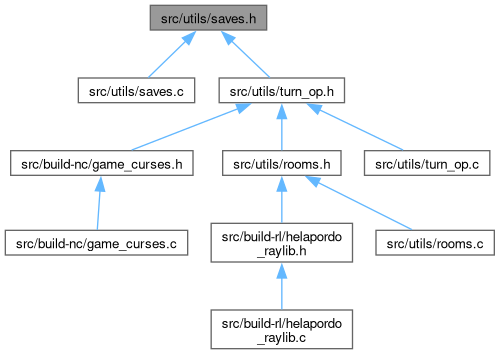 src/utils/saves.h
src/utils/saves.c
src/utils/turn_op.h
src/build-nc/game_curses.h
src/utils/rooms.h
src/utils/turn_op.c
src/build-nc/game_curses.c
src/build-rl/helapordo
_raylib.h
src/utils/rooms.c
src/build-rl/helapordo
_raylib.c